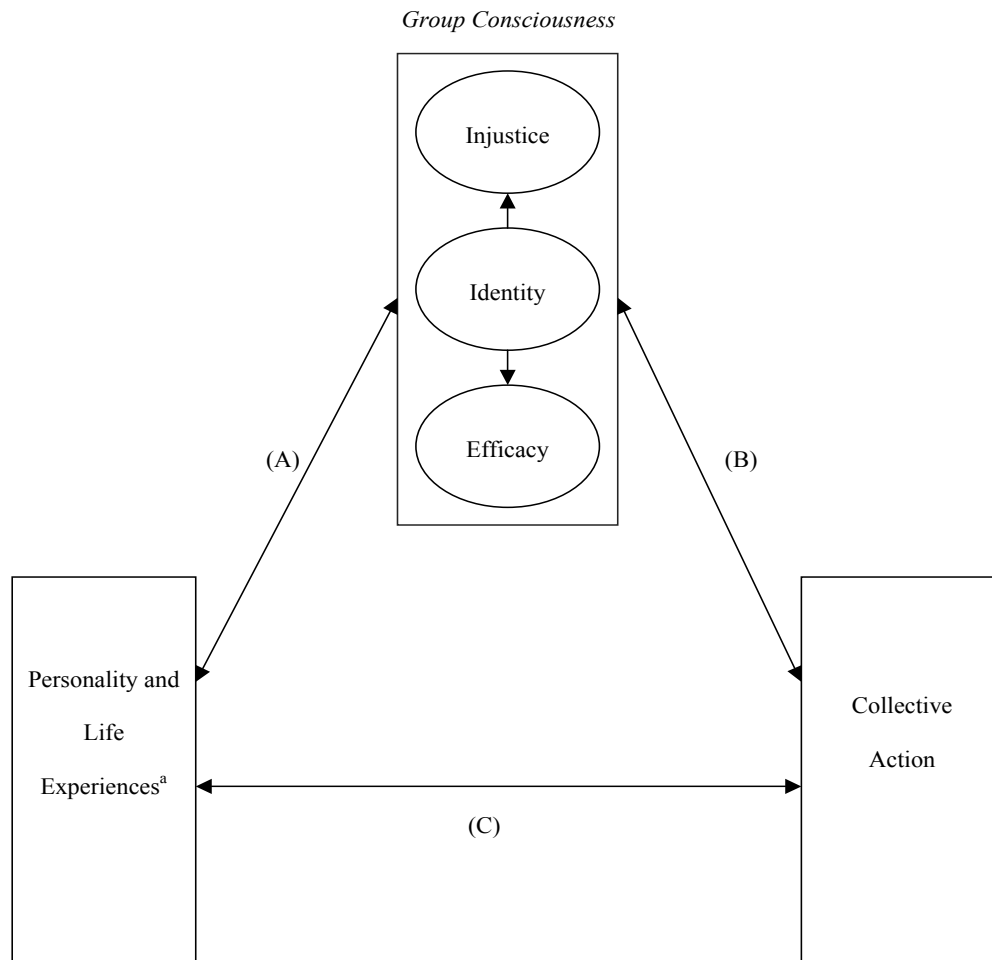 Group Consciousness
Injustice
Identity
Efficacy
(A)
(B)
Personality and
Life
Experiencesᵃ
Collective
Action
(C)